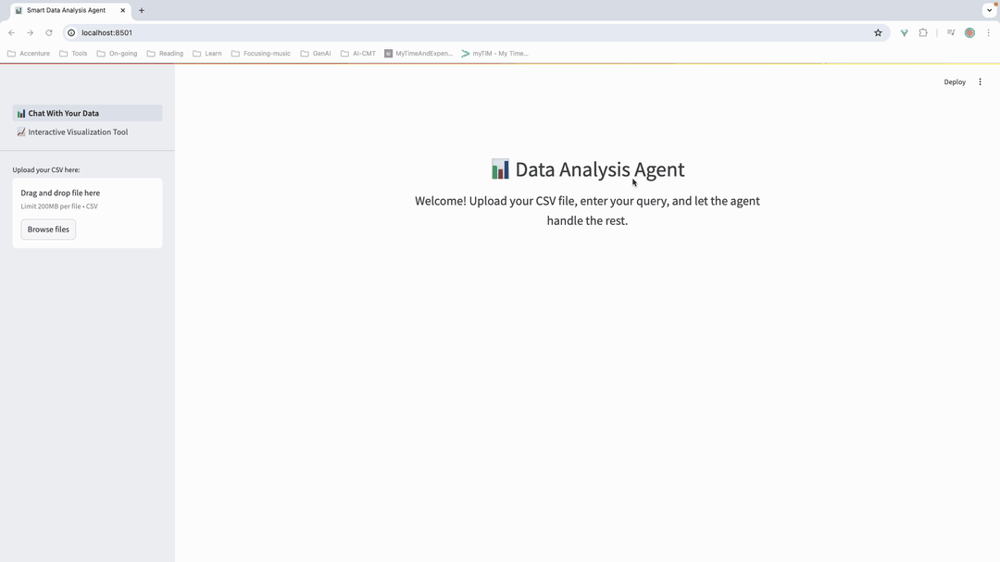 Smart Data Analysis Agent
localhost:8501
Accenture
Tools
On-going
Reading
Learn
Focusing-music
GenAI
AI-CMT
MyTimeAndExpen...
myTIM - My Time...
Deploy
Chat With Your Data
Interactive Visualization Tool
Upload your CSV here:
Drag and drop file here
Limit 200MB per file • CSV
Browse files
Data Analysis Agent
Welcome! Upload your CSV file, enter your query, and let the agent
handle the rest.